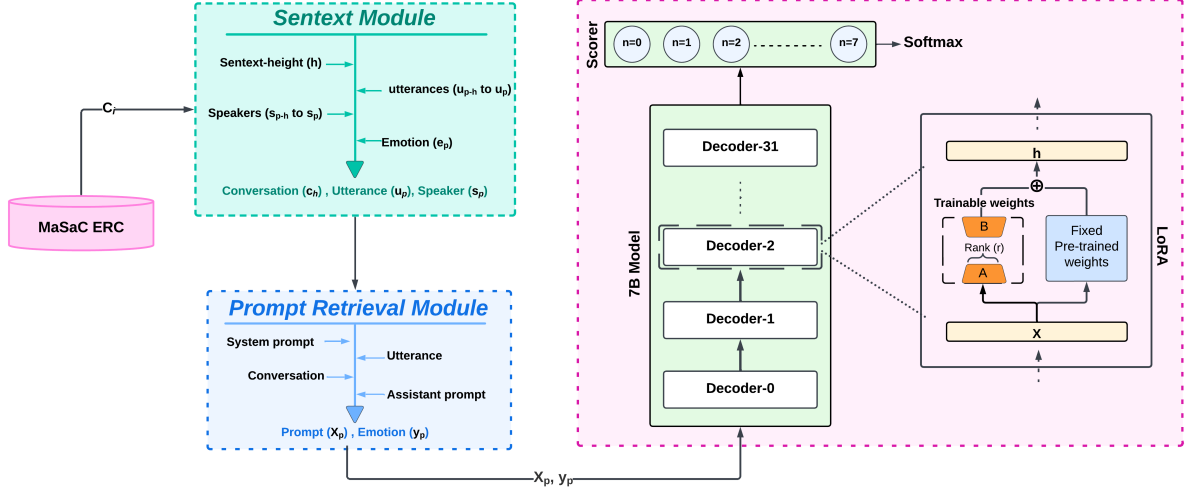 Sentext Module
Sentext-height (h)
utterances (uₚ₋ₕ to uₚ)
Speakers (sₚ₋ₕ to sₚ)
Emotion (eₚ)
Conversation (cₕ) , Utterance (uₚ), Speaker (sₚ)
Cᵢ
MaSaC ERC
Prompt Retrieval Module
System prompt
Utterance
Conversation
Assistant prompt
Prompt (Xₚ) , Emotion (yₚ)
Xₚ, yₚ
Scorer
n=0 n=1 n=2 n=7
Softmax
7B Model
Decoder-31
Decoder-2
Decoder-1
Decoder-0
h
Trainable weights
B
Rank (r)
A
Fixed
Pre-trained
weights
X
LoRA